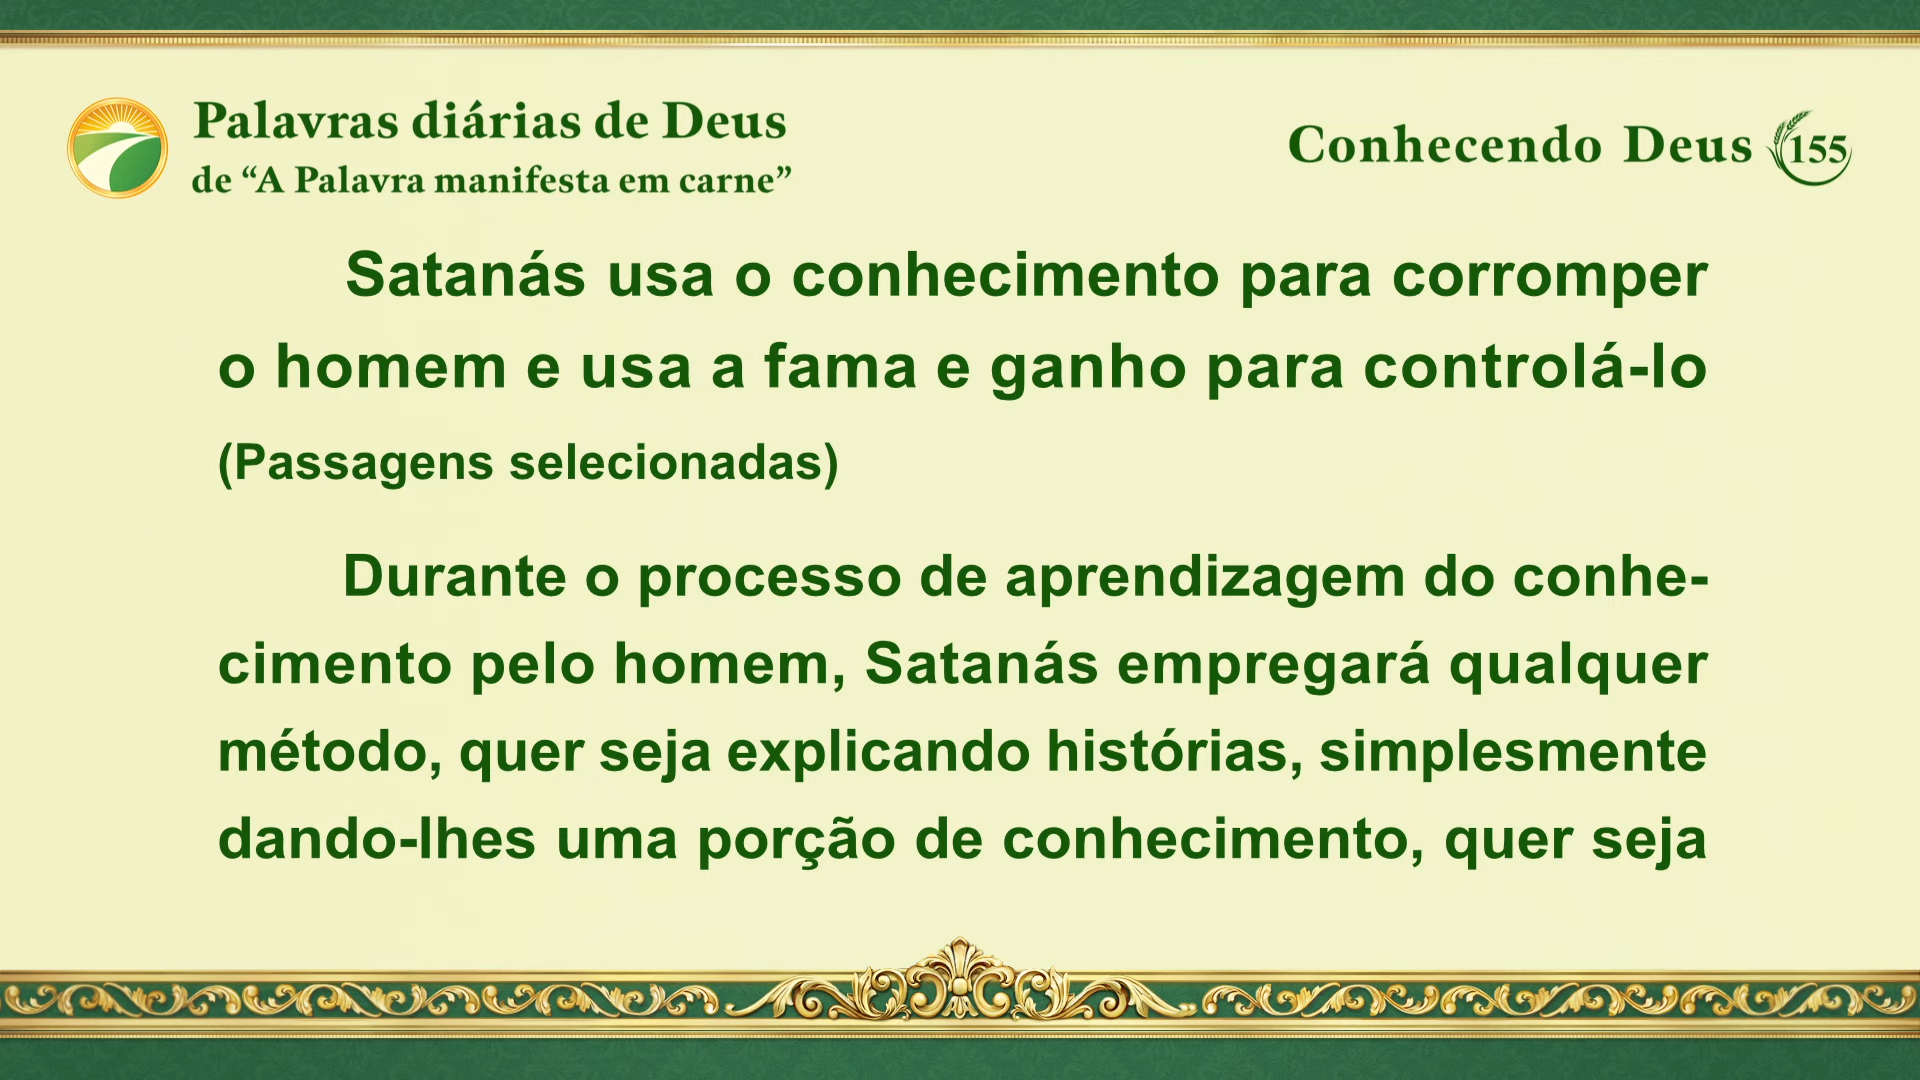 Palavras diárias de Deus
de “A Palavra manifesta em carne”
Conhecendo Deus 155
Satanás usa o conhecimento para corromper
o homem e usa a fama e ganho para controlá-lo
(Passagens selecionadas)
Durante o processo de aprendizagem do conhe-
cimento pelo homem, Satanás empregará qualquer
método, quer seja explicando histórias, simplesmente
dando-lhes uma porção de conhecimento, quer seja